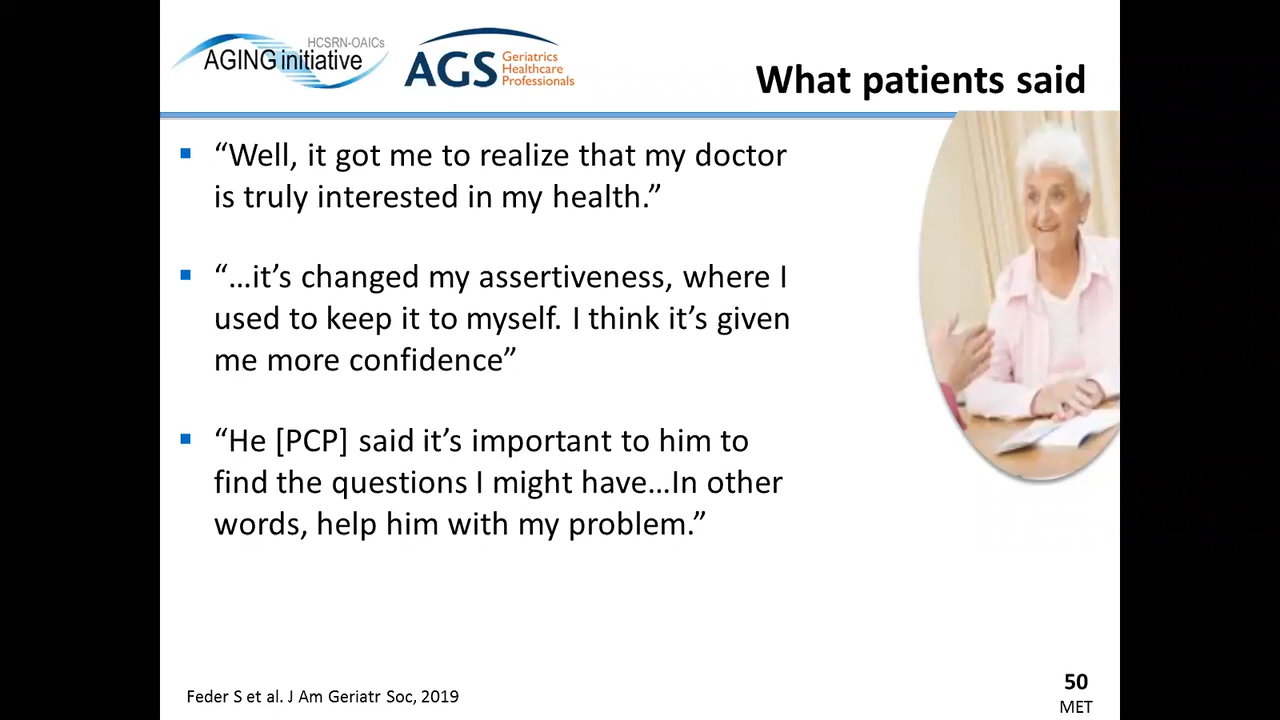 HCSRN-OAICs
AGING initiative
AGS Geriatrics
Healthcare
Professionals
What patients said
“Well, it got me to realize that my doctor
is truly interested in my health.”
“…it’s changed my assertiveness, where I
used to keep it to myself. I think it’s given
me more confidence”
“He [PCP] said it’s important to him to
find the questions I might have…In other
words, help him with my problem.”
Feder S et al. J Am Geriatr Soc, 2019
50
MET